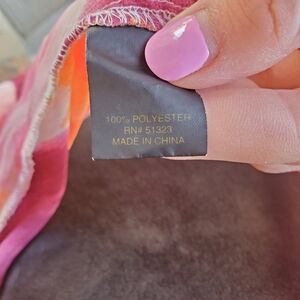 100% POLYESTER
RN# 51323
MADE IN CHINA